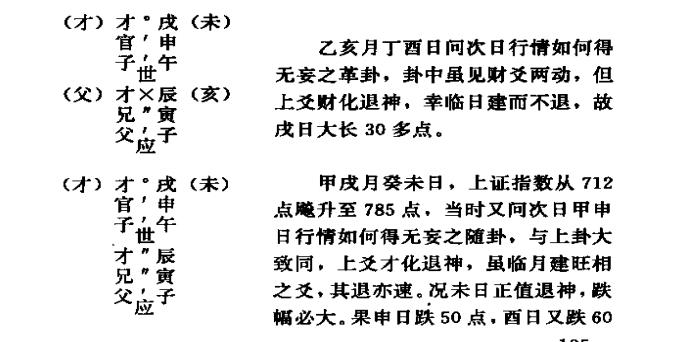 (才) 才 ° 戌 (未)
官 ′ 申
子 ′ 午
世
(父) 才 × 辰 (亥)
兄 ″ 寅
父 ′ 子
应
乙亥月丁酉日问次日行情如何得
无妄之革卦，卦中虽见财爻两动，但
上爻财化退神，幸临日建而不退，故
戌日大长 30 多点。
(才) 才 ° 戌 (未)
官 ′ 申
子 ′ 午
世
才 ″ 辰
兄 ″ 寅
父 ′ 子
应
甲戌月癸未日，上证指数从 712
点飚升至 785 点，当时又问次日甲申
日行情如何得无妄之随卦，与上卦大
致同，上爻才化退神，虽临月建旺相
之爻，其退亦速。况未日正值退神，跌
幅必大。果申日跌 50 点，酉日又跌 60